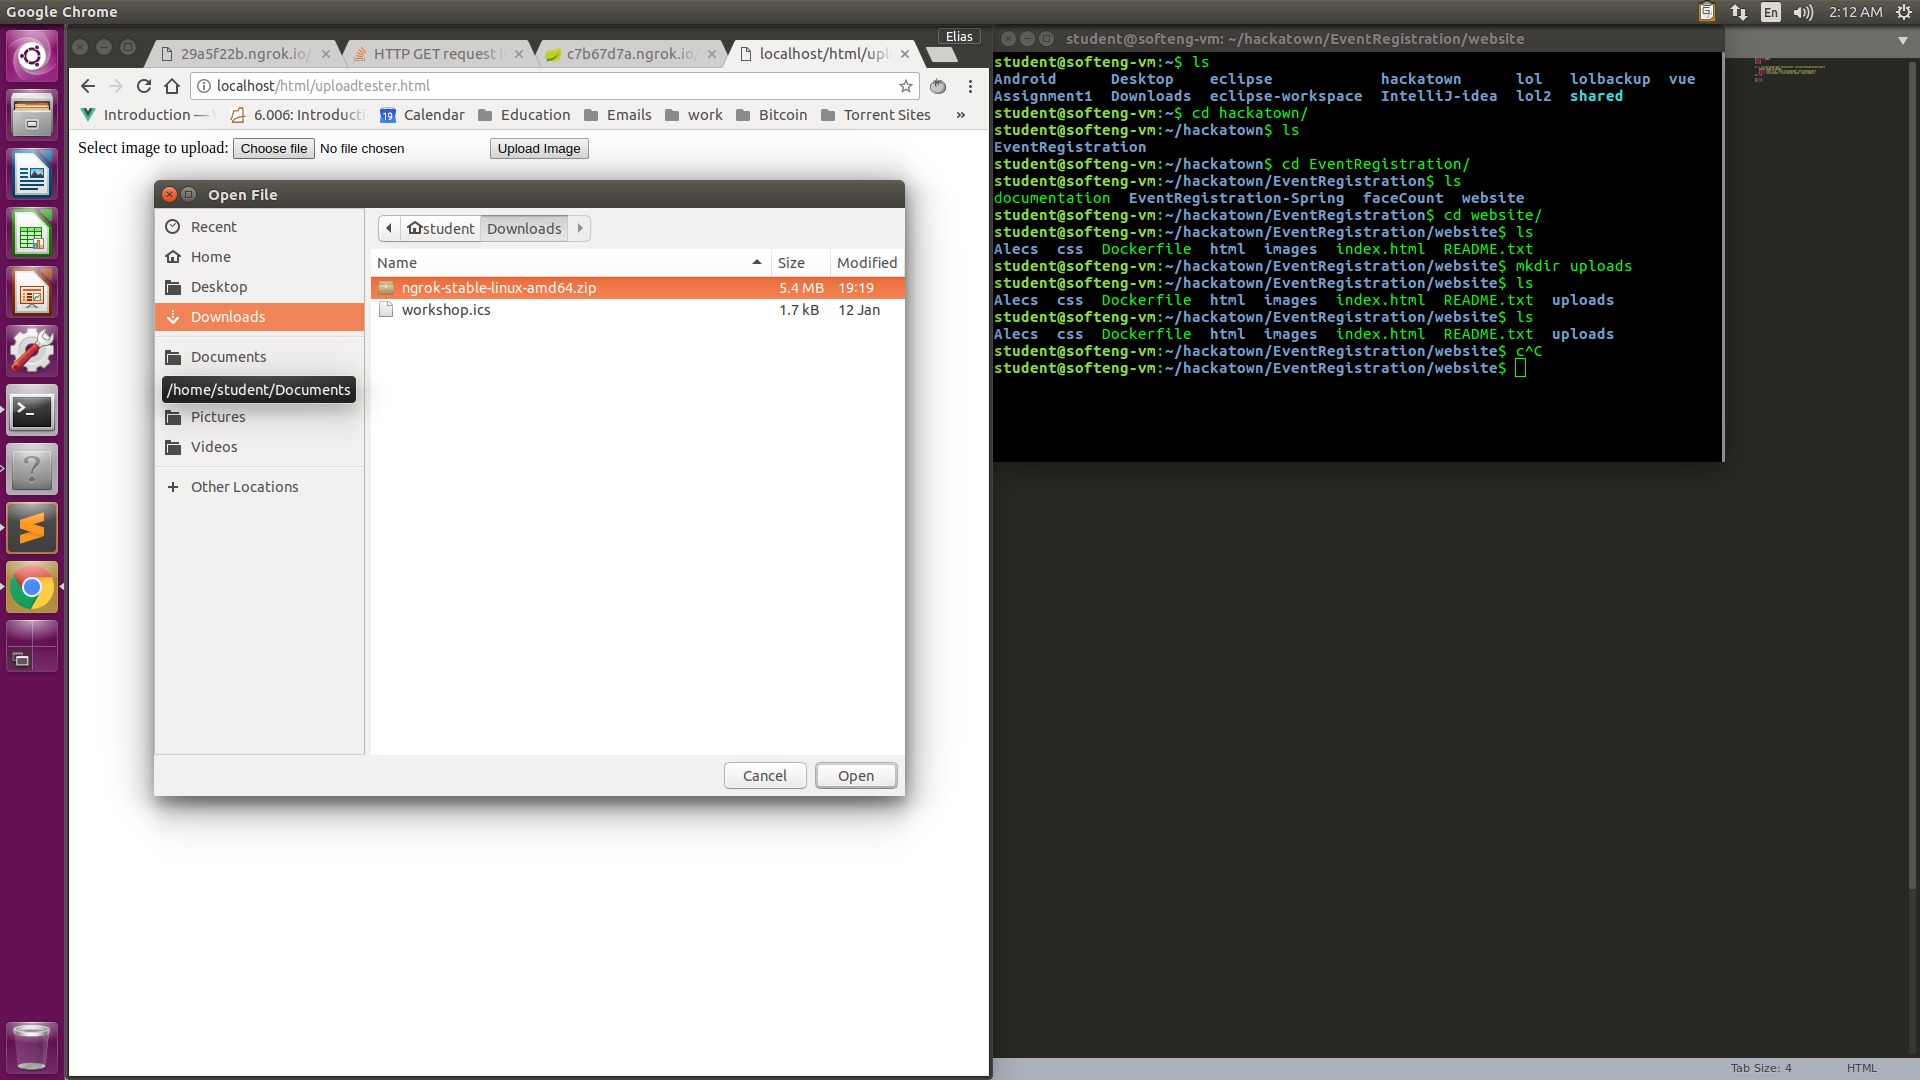 Google Chrome
En
2:12 AM
Elias
29a5f22b.ngrok.io/
HTTP GET request i
c7b67d7a.ngrok.io
localhost/html/upl
localhost/html/uploadtester.html
Introduction —
6.006: Introducti
19
Calendar
Education
Emails
work
Bitcoin
Torrent Sites
»
Select image to upload: Choose file No file chosen Upload Image
Open File
Recent
Home
Desktop
Downloads
Documents
/home/student/Documents
Pictures
Videos
+ Other Locations
student Downloads
Name Size Modified
ngrok-stable-linux-amd64.zip 5.4 MB 19:19
workshop.ics 1.7 kB 12 Jan
Cancel Open
student@softeng-vm: ~/hackatown/EventRegistration/website
student@softeng-vm:~$ ls
Android Desktop eclipse hackatown lol lolbackup vue
Assignment1 Downloads eclipse-workspace IntelliJ-idea lol2 shared
student@softeng-vm:~$ cd hackatown/
student@softeng-vm:~/hackatown$ ls
EventRegistration
student@softeng-vm:~/hackatown$ cd EventRegistration/
student@softeng-vm:~/hackatown/EventRegistration$ ls
documentation EventRegistration-Spring faceCount website
student@softeng-vm:~/hackatown/EventRegistration$ cd website/
student@softeng-vm:~/hackatown/EventRegistration/website$ ls
Alecs css Dockerfile html images index.html README.txt
student@softeng-vm:~/hackatown/EventRegistration/website$ mkdir uploads
student@softeng-vm:~/hackatown/EventRegistration/website$ ls
Alecs css Dockerfile html images index.html README.txt uploads
student@softeng-vm:~/hackatown/EventRegistration/website$ ls
Alecs css Dockerfile html images index.html README.txt uploads
student@softeng-vm:~/hackatown/EventRegistration/website$ c^C
student@softeng-vm:~/hackatown/EventRegistration/website$
Tab Size: 4 HTML